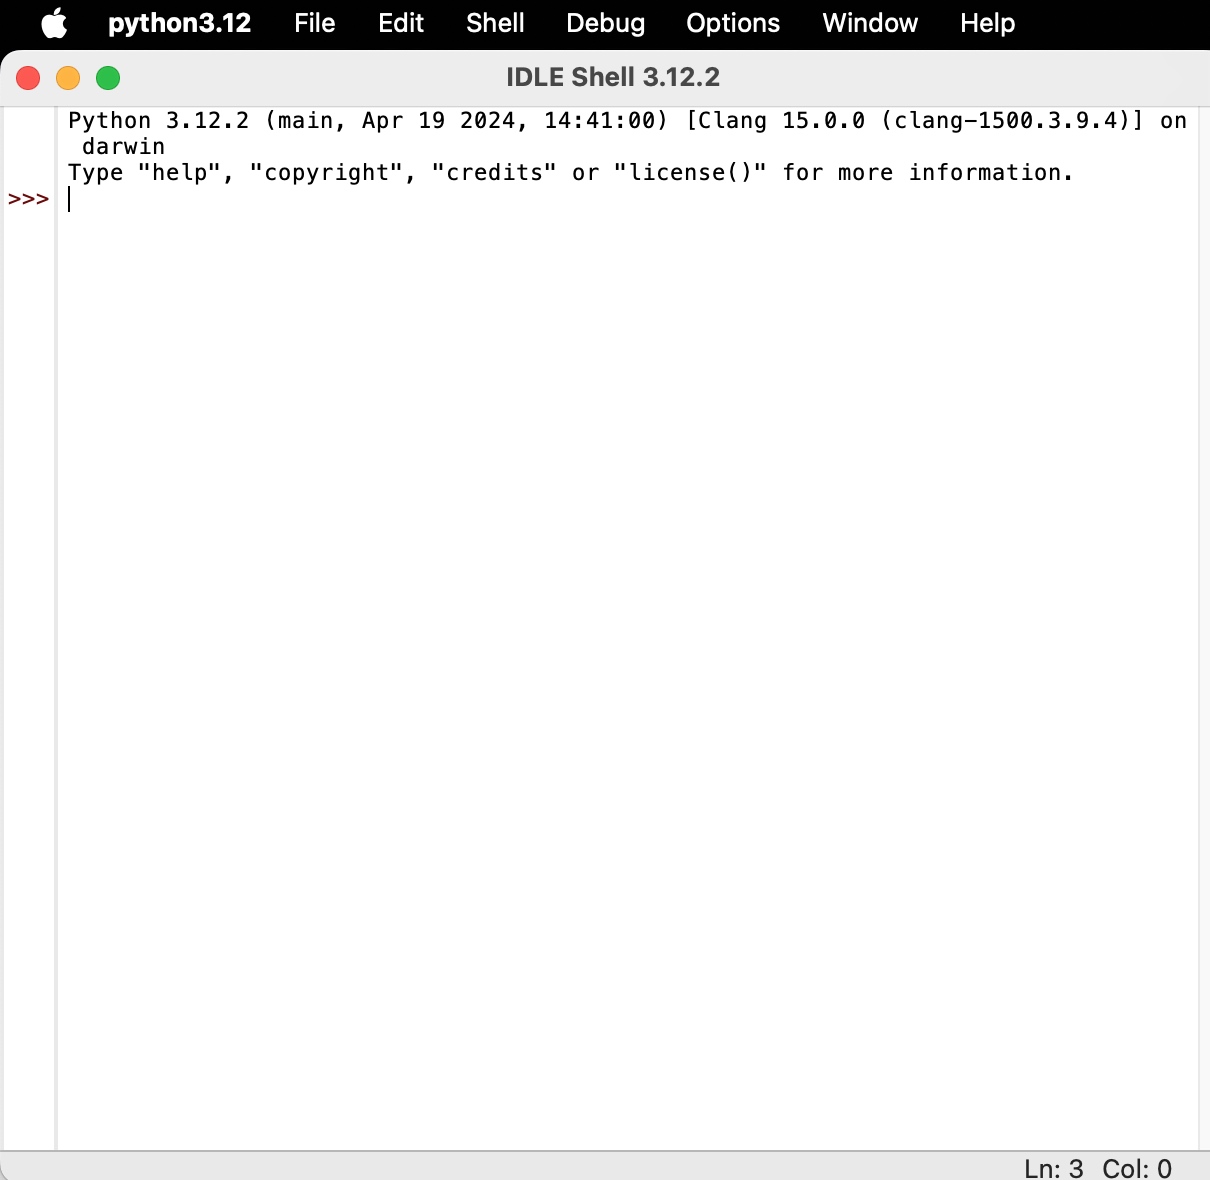 python3.12 File Edit Shell Debug Options Window Help
IDLE Shell 3.12.2
Python 3.12.2 (main, Apr 19 2024, 14:41:00) [Clang 15.0.0 (clang-1500.3.9.4)] on
darwin
Type "help", "copyright", "credits" or "license()" for more information.
>>>
Ln: 3 Col: 0